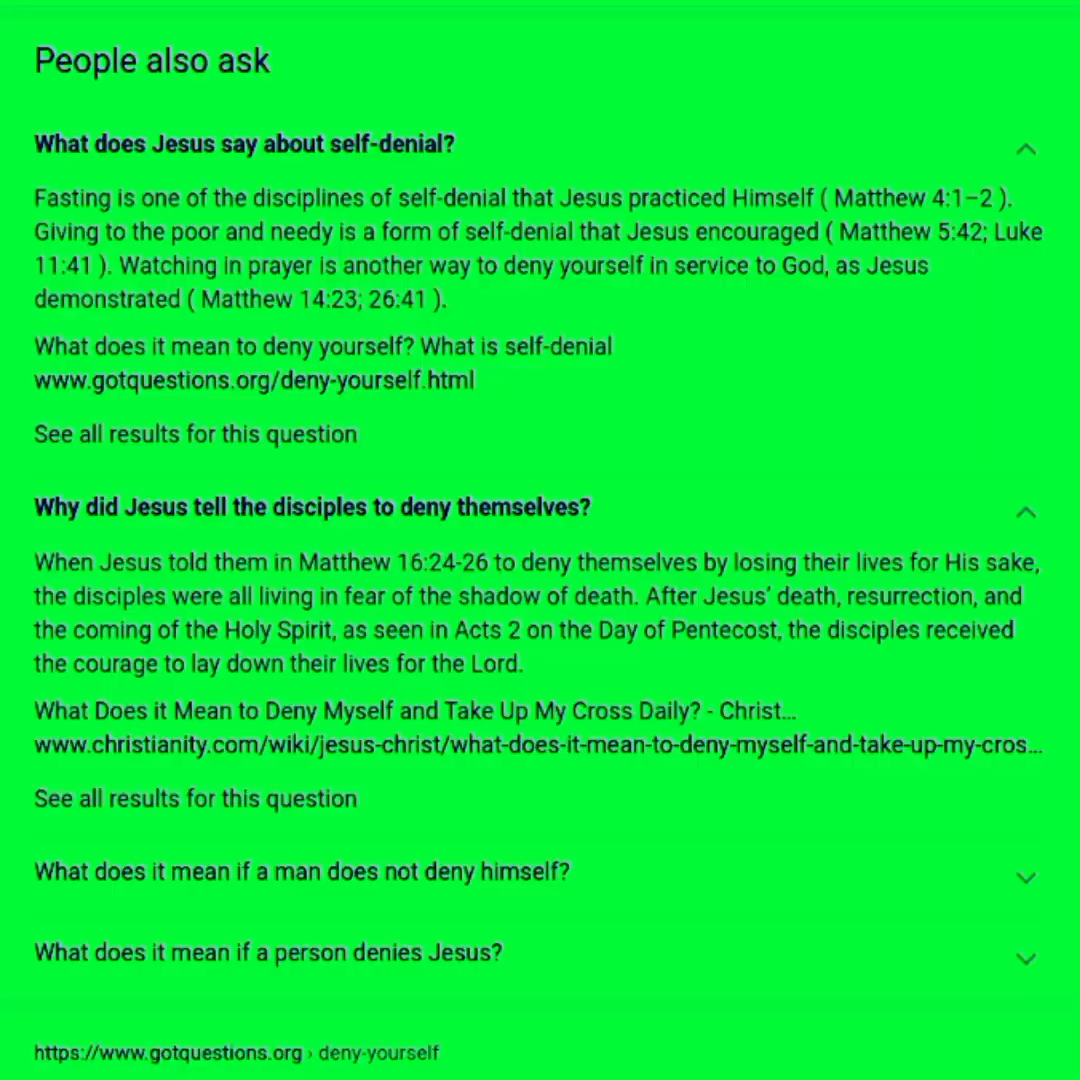 People also ask
What does Jesus say about self-denial?
Fasting is one of the disciplines of self-denial that Jesus practiced Himself ( Matthew 4:1–2 ).
Giving to the poor and needy is a form of self-denial that Jesus encouraged ( Matthew 5:42; Luke
11:41 ). Watching in prayer is another way to deny yourself in service to God, as Jesus
demonstrated ( Matthew 14:23; 26:41 ).
What does it mean to deny yourself? What is self-denial
www.gotquestions.org/deny-yourself.html
See all results for this question
Why did Jesus tell the disciples to deny themselves?
When Jesus told them in Matthew 16:24-26 to deny themselves by losing their lives for His sake,
the disciples were all living in fear of the shadow of death. After Jesus’ death, resurrection, and
the coming of the Holy Spirit, as seen in Acts 2 on the Day of Pentecost, the disciples received
the courage to lay down their lives for the Lord.
What Does it Mean to Deny Myself and Take Up My Cross Daily? - Christ...
www.christianity.com/wiki/jesus-christ/what-does-it-mean-to-deny-myself-and-take-up-my-cros...
See all results for this question
What does it mean if a man does not deny himself?
What does it mean if a person denies Jesus?
https://www.gotquestions.org › deny-yourself